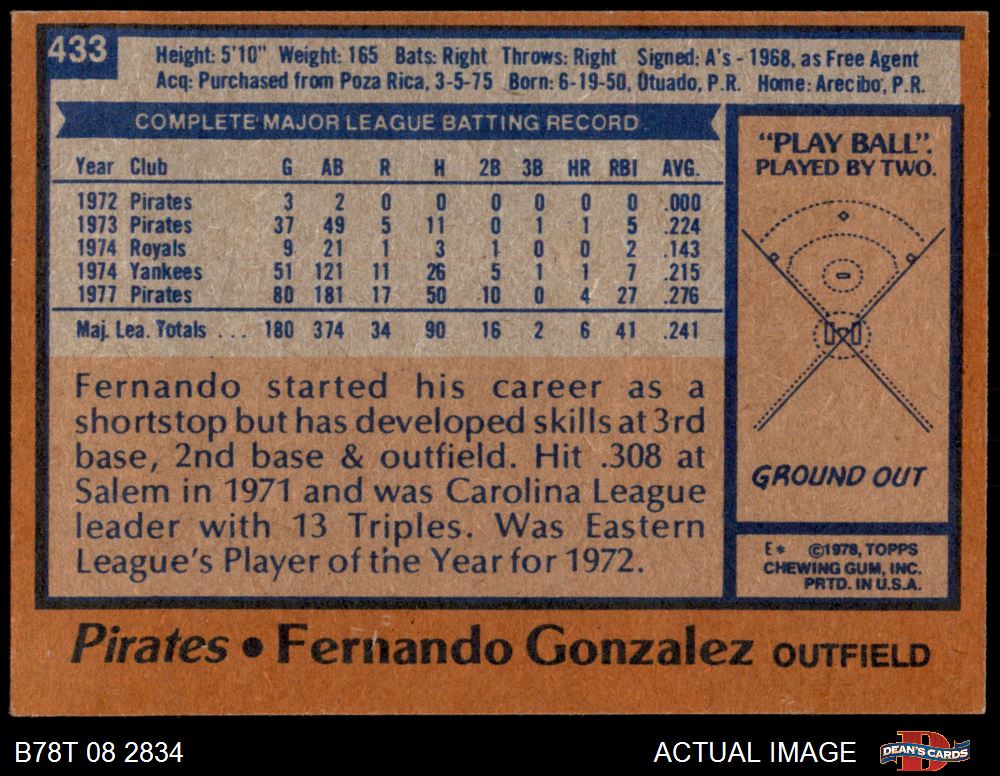 433
Height: 5'10" Weight: 165 Bats: Right Throws: Right Signed: A's - 1968, as Free Agent
Acq: Purchased from Poza Rica, 3-5-75 Born: 6-19-50, Utuado, P.R. Home: Arecibo, P.R.
COMPLETE MAJOR LEAGUE BATTING RECORD
Year Club G AB R H 2B 3B HR RBI AVG.
1972 Pirates 3 2 0 0 0 0 0 0 .000
1973 Pirates 37 49 5 11 0 1 1 5 .224
1974 Royals 9 21 1 3 1 0 0 2 .143
1974 Yankees 51 121 11 26 5 1 1 7 .215
1977 Pirates 80 181 17 50 10 0 4 27 .276
Maj. Lea. Totals ... 180 374 34 90 16 2 6 41 .241
Fernando started his career as a
shortstop but has developed skills at 3rd
base, 2nd base & outfield. Hit .308 at
Salem in 1971 and was Carolina League
leader with 13 Triples. Was Eastern
League's Player of the Year for 1972.
"PLAY BALL".
PLAYED BY TWO.
GROUND OUT
E* ©1978, TOPPS
CHEWING GUM, INC.
PRTD. IN U.S.A.
Pirates • Fernando Gonzalez OUTFIELD
B78T 08 2834
ACTUAL IMAGE
D
DEAN'S CARDS